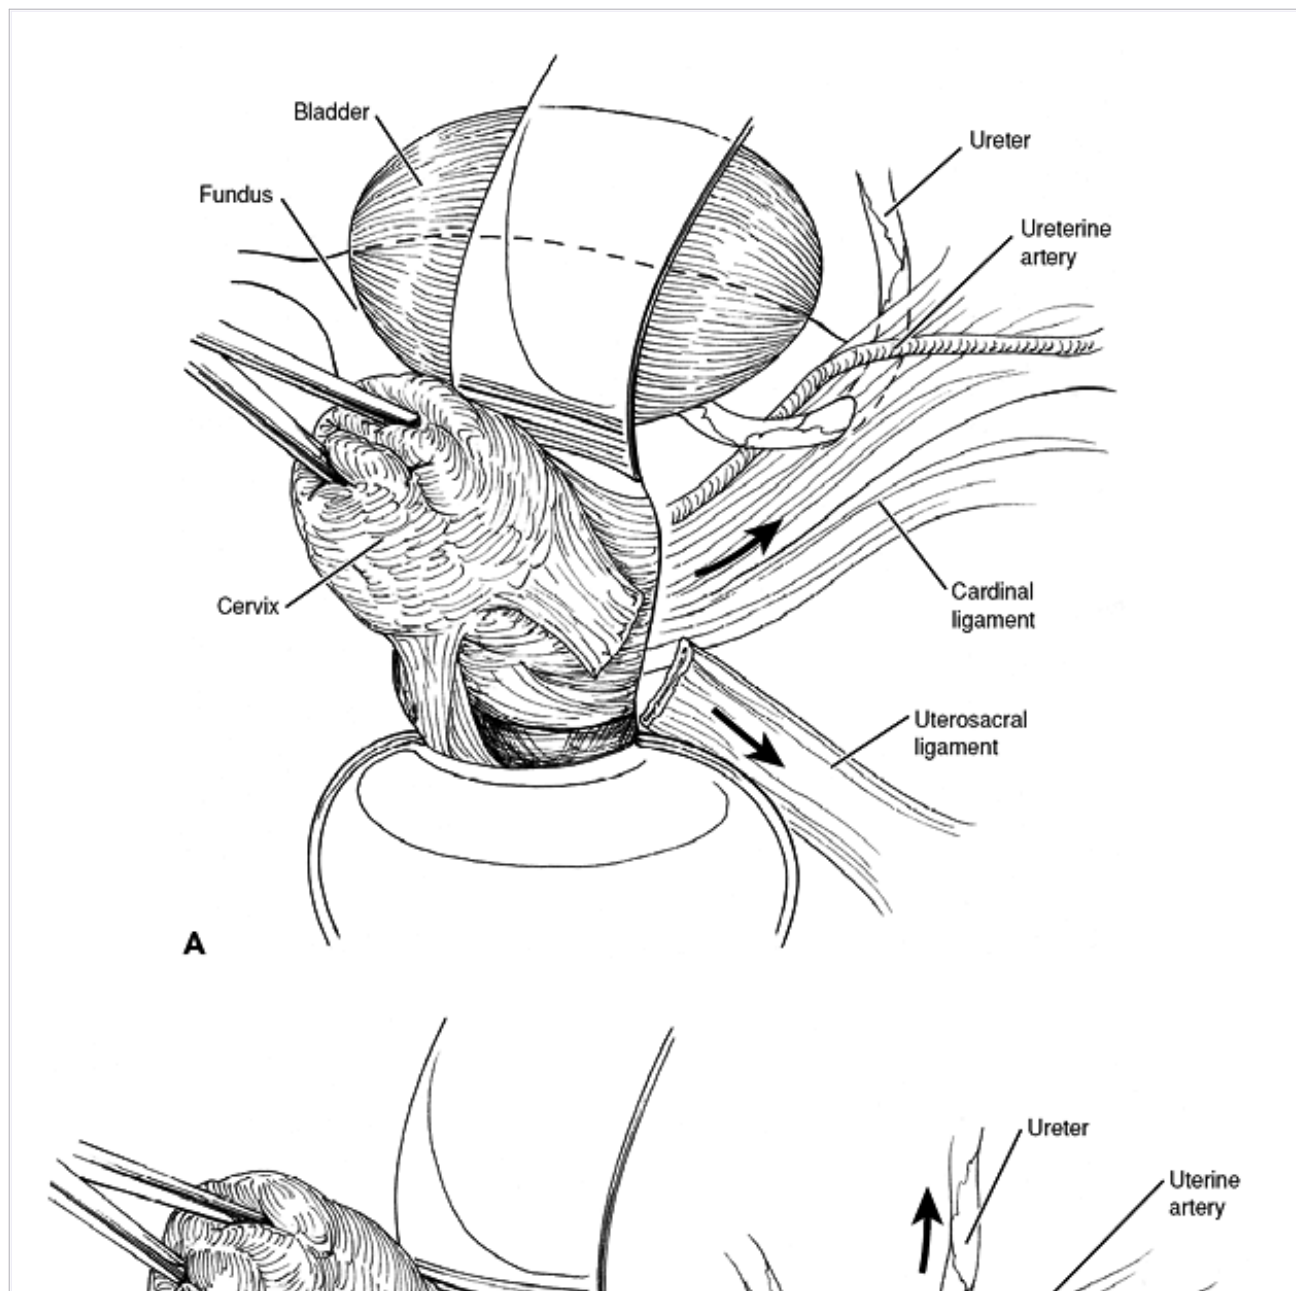 Bladder
Ureter
Fundus
Ureterine
artery
Cervix
Cardinal
ligament
Uterosacral
ligament
A
Ureter
Uterine
artery